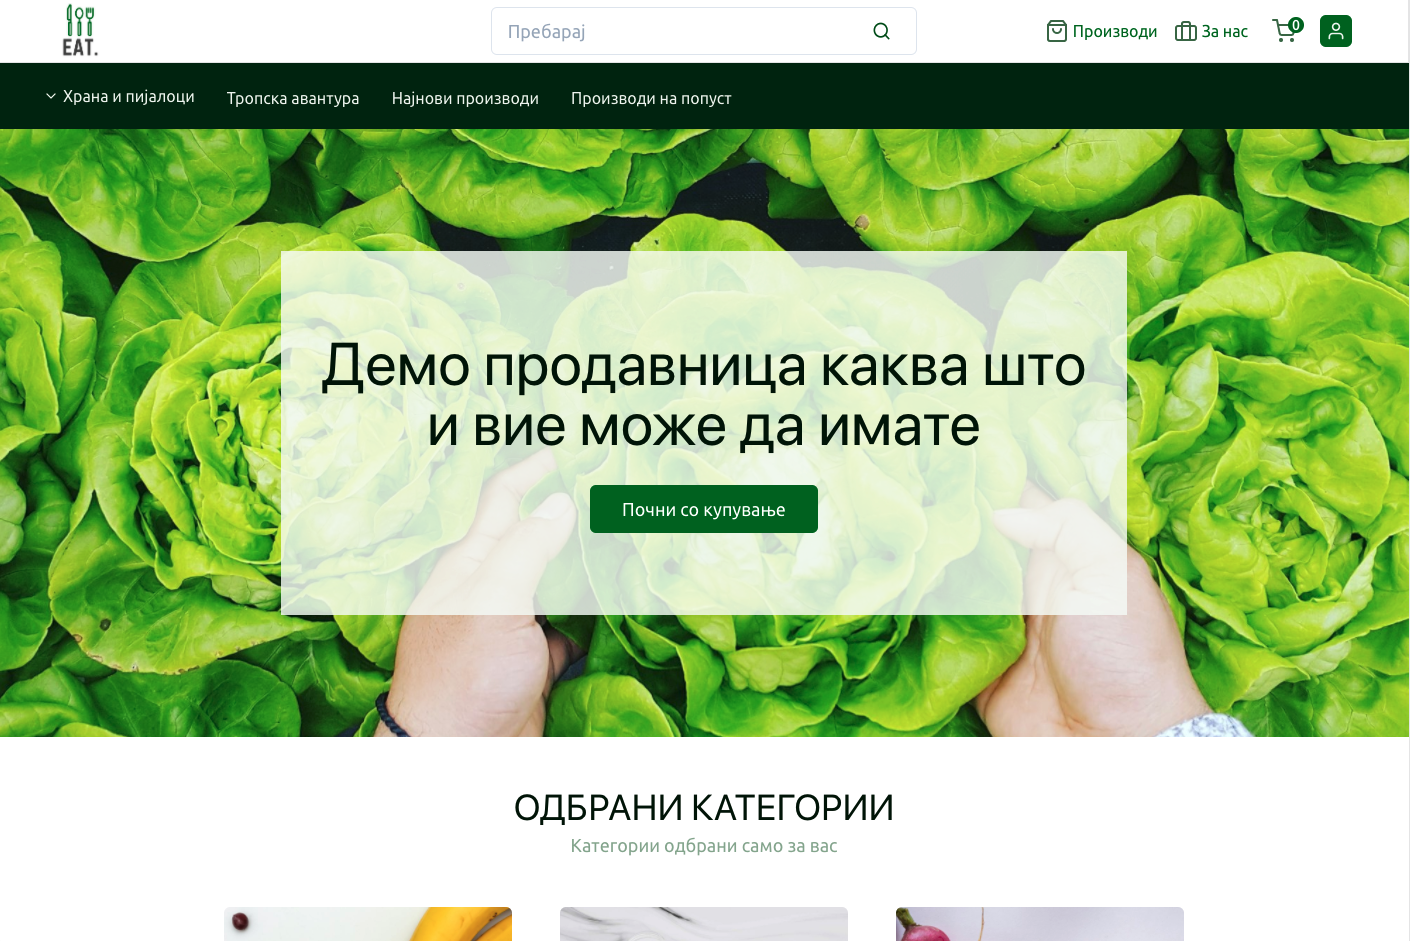 EAT.
Пребарај
Производи
За нас
0
Храна и пијалоци
Тропска авантура
Најнови производи
Производи на попуст
Демо продавница каква што
и вие може да имате
Почни со купување
ОДБРАНИ КАТЕГОРИИ
Категории одбрани само за вас